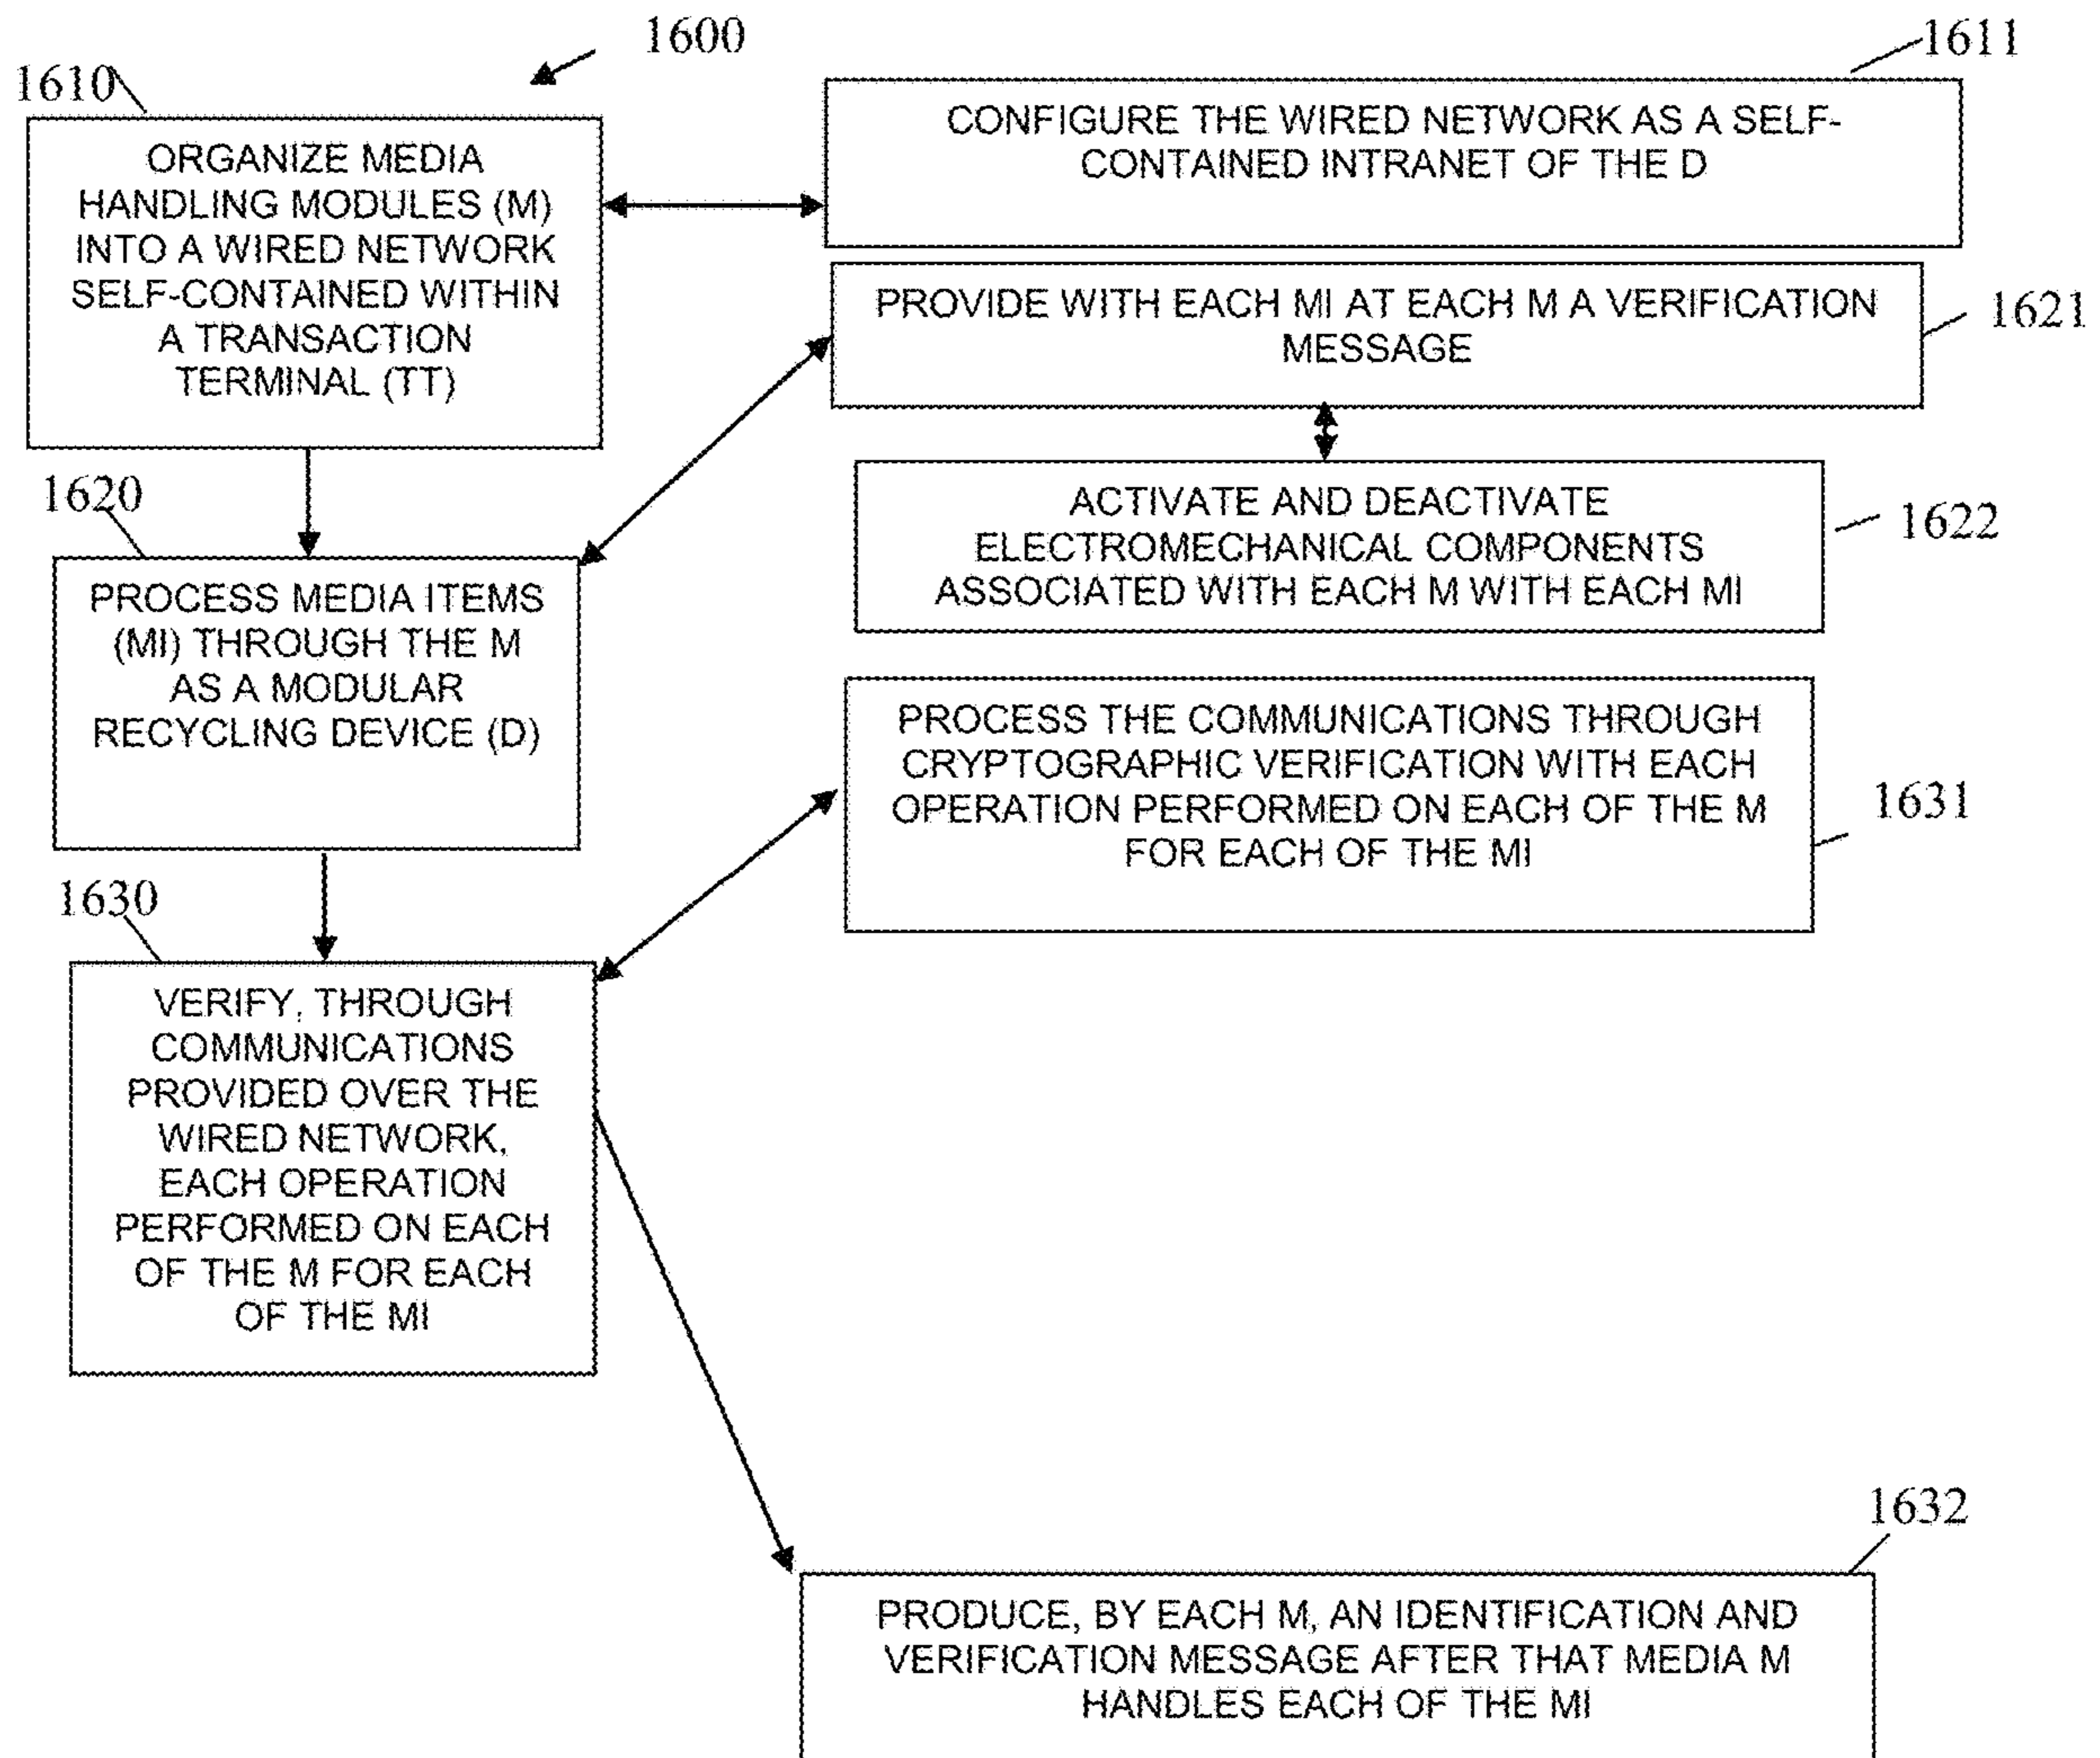 1600
1610
ORGANIZE MEDIA
HANDLING MODULES (M)
INTO A WIRED NETWORK
SELF-CONTAINED WITHIN
A TRANSACTION
TERMINAL (TT)
1611
CONFIGURE THE WIRED NETWORK AS A SELF-
CONTAINED INTRANET OF THE D
1620
PROCESS MEDIA ITEMS
(MI) THROUGH THE M
AS A MODULAR
RECYCLING DEVICE (D)
1621
PROVIDE WITH EACH MI AT EACH M A VERIFICATION
MESSAGE
1622
ACTIVATE AND DEACTIVATE
ELECTROMECHANICAL COMPONENTS
ASSOCIATED WITH EACH M WITH EACH MI
1630
VERIFY, THROUGH
COMMUNICATIONS
PROVIDED OVER THE
WIRED NETWORK,
EACH OPERATION
PERFORMED ON EACH
OF THE M FOR EACH
OF THE MI
1631
PROCESS THE COMMUNICATIONS THROUGH
CRYPTOGRAPHIC VERIFICATION WITH EACH
OPERATION PERFORMED ON EACH OF THE M
FOR EACH OF THE MI
1632
PRODUCE, BY EACH M, AN IDENTIFICATION AND
VERIFICATION MESSAGE AFTER THAT MEDIA M
HANDLES EACH OF THE MI